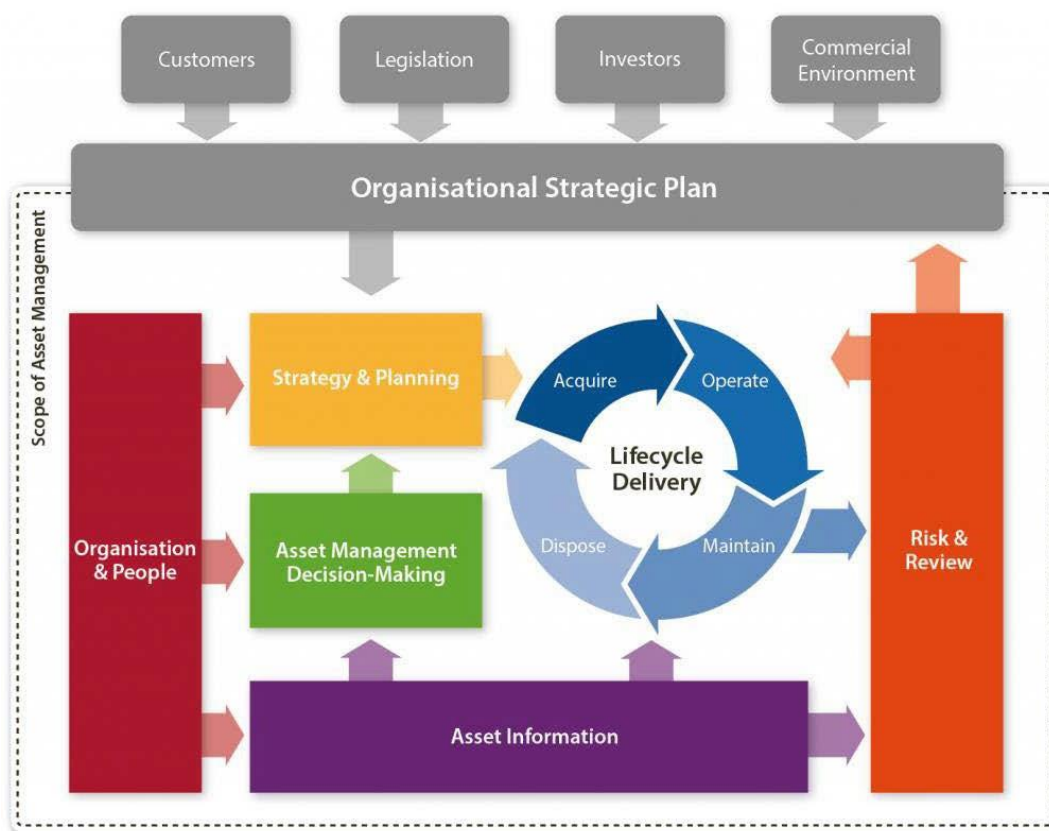 Customers
Legislation
Investors
Commercial
Environment
Organisational Strategic Plan
Scope of Asset Management
Strategy & Planning
Acquire
Operate
Lifecycle
Delivery
Organisation
& People
Asset Management
Decision-Making
Dispose
Maintain
Risk &
Review
Asset Information